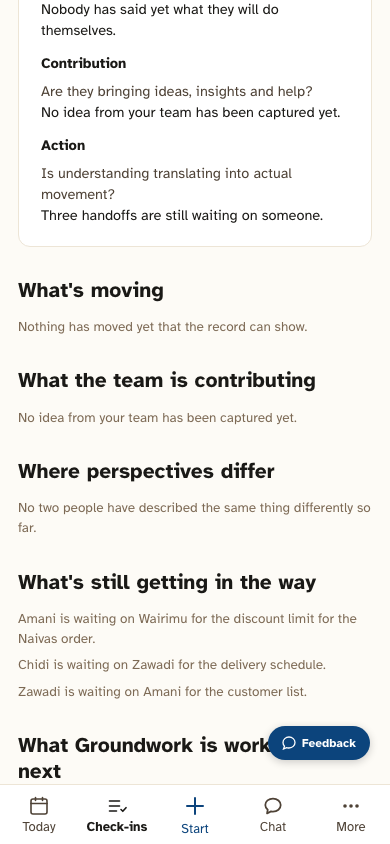 Nobody has said yet what they will do
themselves.
Contribution
Are they bringing ideas, insights and help?
No idea from your team has been captured yet.
Action
Is understanding translating into actual
movement?
Three handoffs are still waiting on someone.
What's moving
Nothing has moved yet that the record can show.
What the team is contributing
No idea from your team has been captured yet.
Where perspectives differ
No two people have described the same thing differently so
far.
What's still getting in the way
Amani is waiting on Wairimu for the discount limit for the
Naivas order.
Chidi is waiting on Zawadi for the delivery schedule.
Zawadi is waiting on Amani for the customer list.
What Groundwork is work
next
Feedback
Today
Check-ins
Start
Chat
More